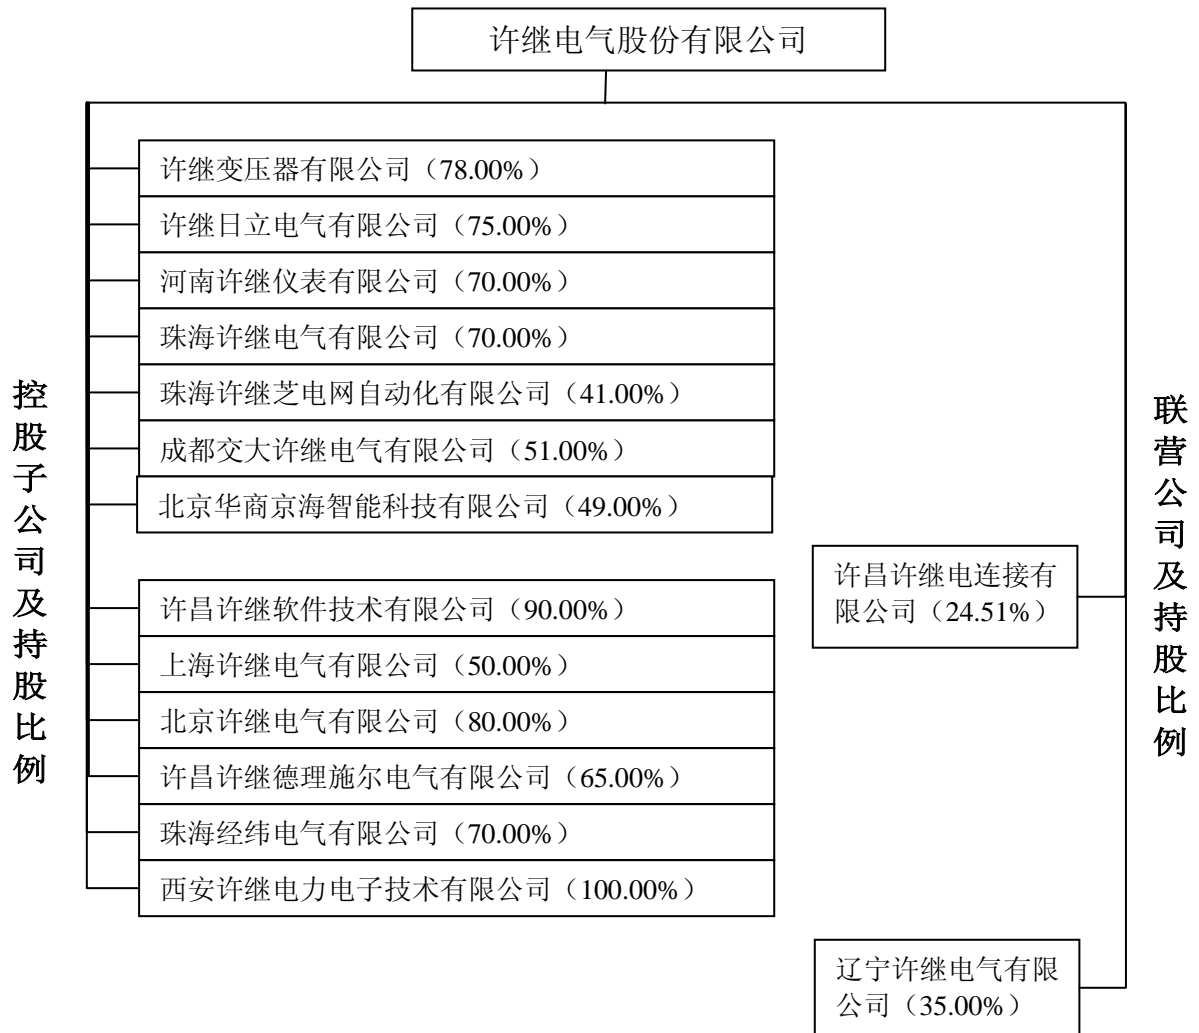 许继电气股份有限公司
许继变压器有限公司（78.00%）
许继日立电气有限公司（75.00%）
河南许继仪表有限公司（70.00%）
珠海许继电气有限公司（70.00%）
珠海许继芝电网自动化有限公司（41.00%）
成都交大许继电气有限公司（51.00%）
北京华商京海智能科技有限公司（49.00%）
许昌许继软件技术有限公司（90.00%）
上海许继电气有限公司（50.00%）
北京许继电气有限公司（80.00%）
许昌许继德理施尔电气有限公司（65.00%）
珠海经纬电气有限公司（70.00%）
西安许继电力电子技术有限公司（100.00%）
控股子公司及持股比例
许昌许继电连接有
限公司（24.51%）
辽宁许继电气有限
公司（35.00%）
联营公司及持股比例